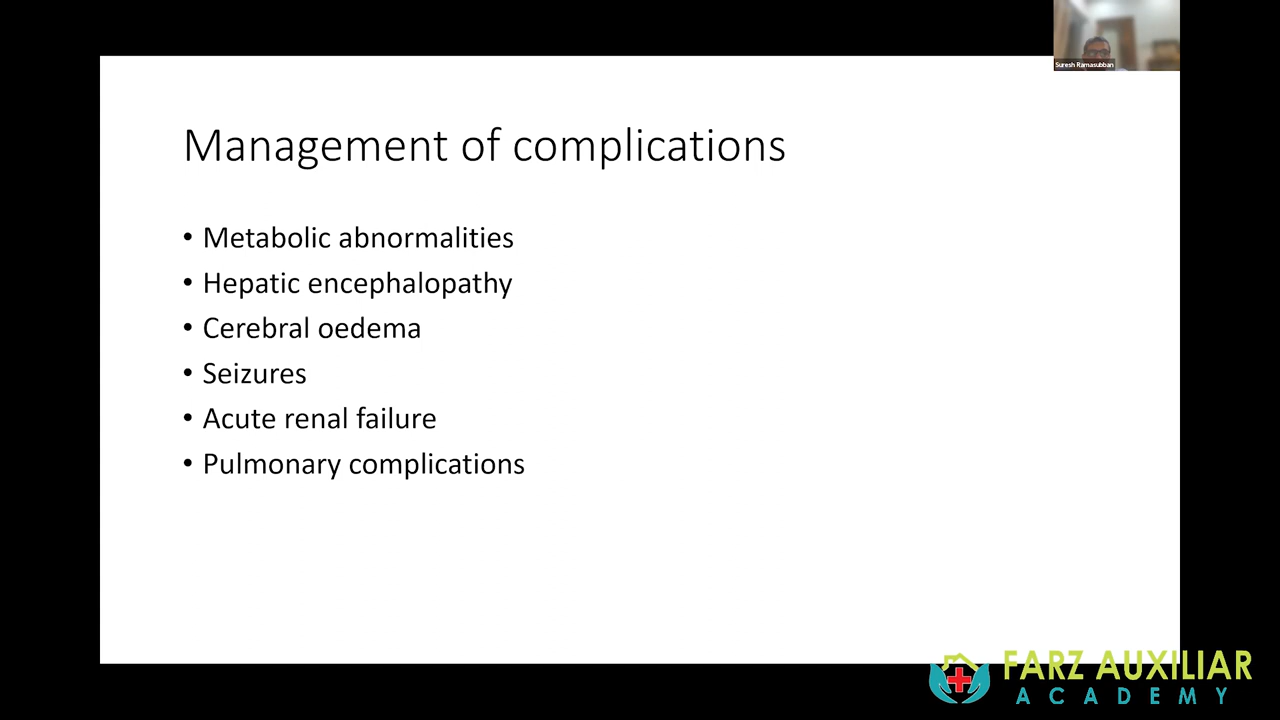 Suresh Ramasubban
Management of complications
• Metabolic abnormalities
• Hepatic encephalopathy
• Cerebral oedema
• Seizures
• Acute renal failure
• Pulmonary complications
FARZ AUXILIAR
ACADEMY